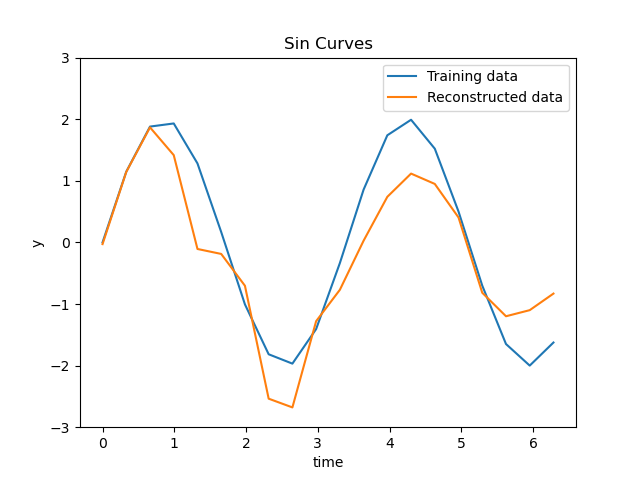 Sin Curves
Training data
Reconstructed data
3
2
1
0
−1
−2
−3
y
0 1 2 3 4 5 6
time